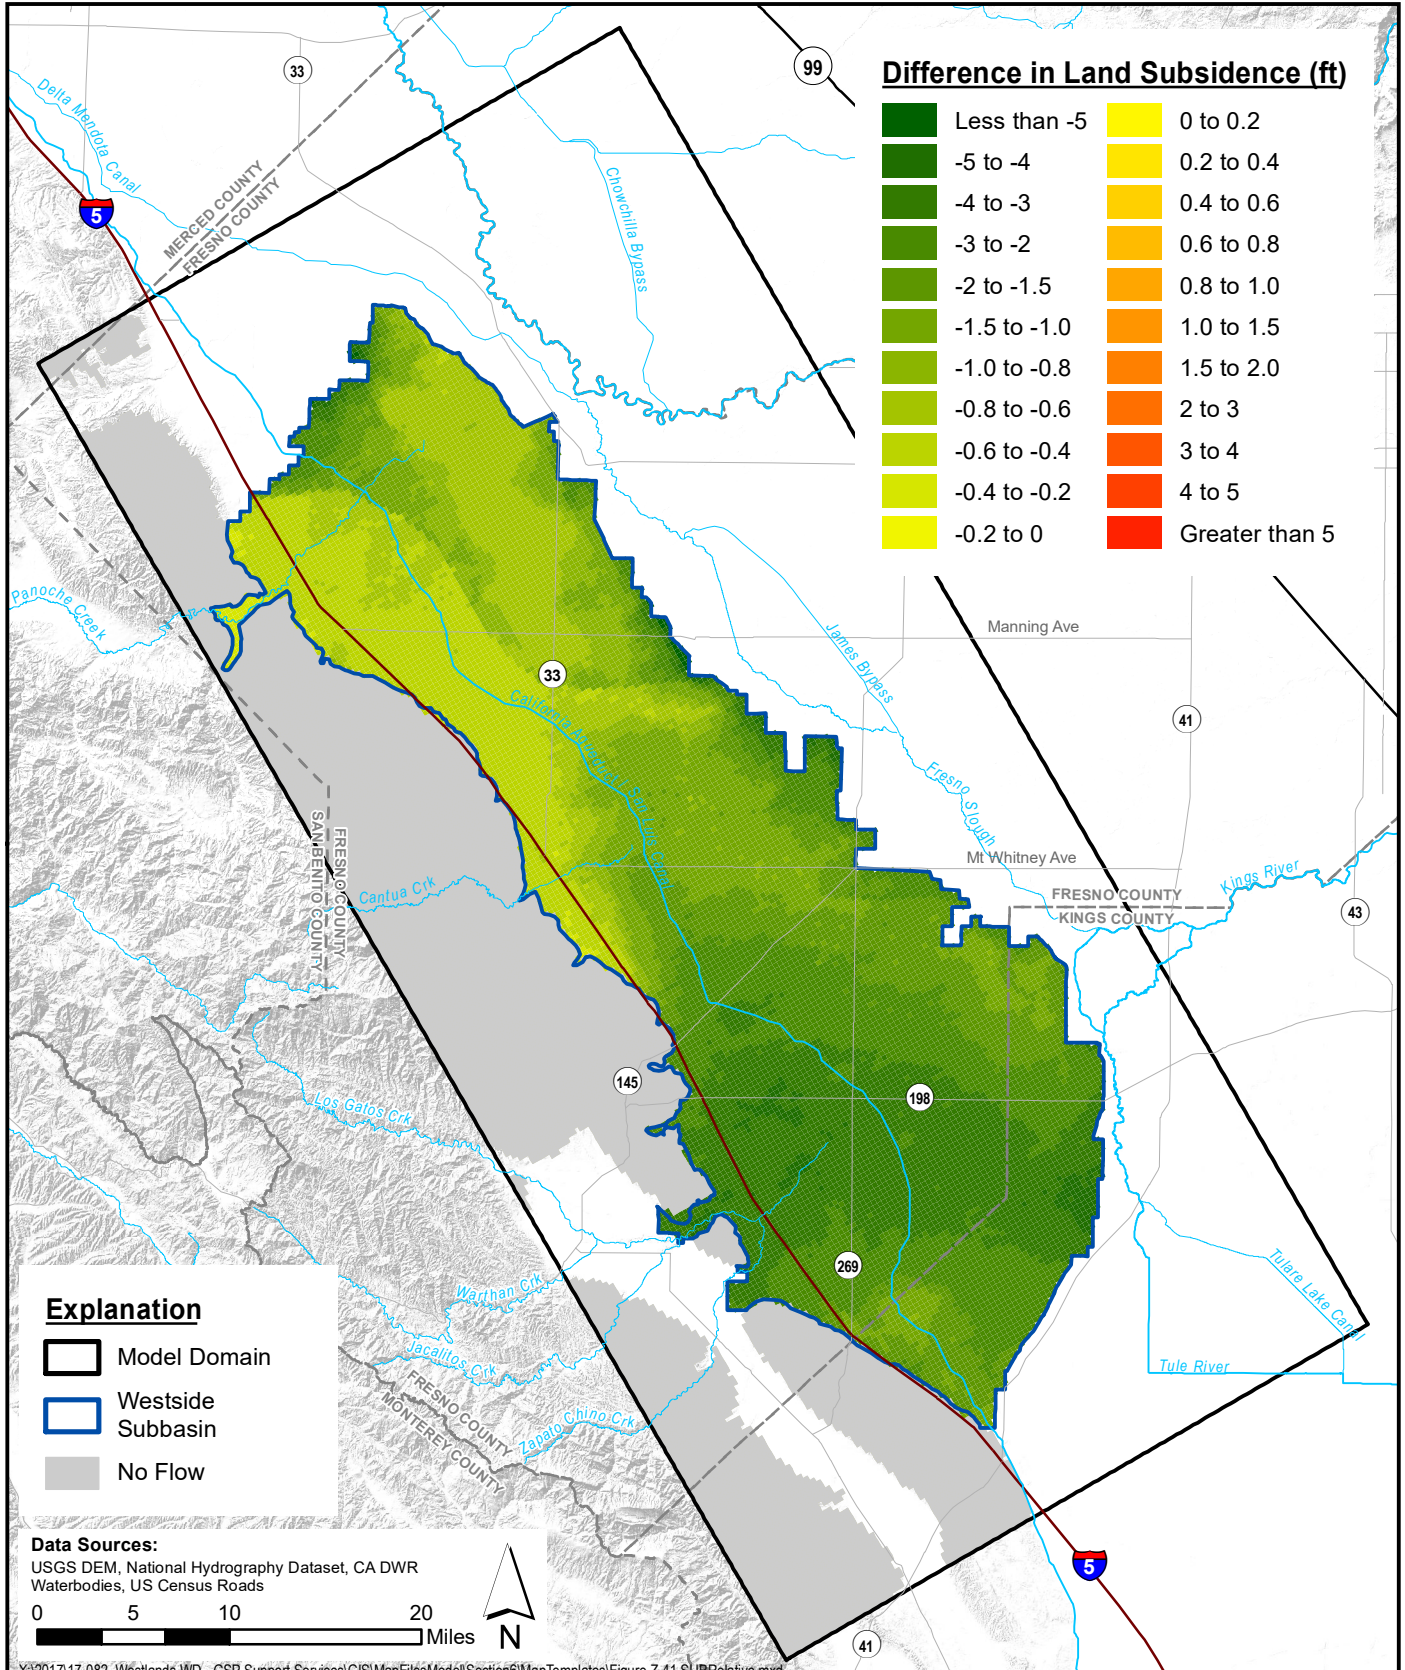 Difference in Land Subsidence (ft)
Less than -5
-5 to -4
-4 to -3
-3 to -2
-2 to -1.5
-1.5 to -1.0
-1.0 to -0.8
-0.8 to -0.6
-0.6 to -0.4
-0.4 to -0.2
-0.2 to 0
0 to 0.2
0.2 to 0.4
0.4 to 0.6
0.6 to 0.8
0.8 to 1.0
1.0 to 1.5
1.5 to 2.0
2 to 3
3 to 4
4 to 5
Greater than 5
33
99
Delta Mendota Canal
5
MERCED COUNTY
FRESNO COUNTY
Chowchilla Bypass
Panoche Creek
Manning Ave
James Bypass
33
41
California Aqueduct / San Luis Canal
Fresno Slough
SAN BENITO COUNTY
FRESNO COUNTY
Mt Whitney Ave
Cantua Crk
FRESNO COUNTY
KINGS COUNTY
Kings River
43
145
198
Los Gatos Crk
269
Warthan Crk
Jacalitos Crk
Zapato Chino Crk
FRESNO COUNTY
MONTEREY COUNTY
Tulare Lake Canal
Tule River
5
41
Explanation
Model Domain
Westside
Subbasin
No Flow
Data Sources:
USGS DEM, National Hydrography Dataset, CA DWR
Waterbodies, US Census Roads
0 5 10 20
Miles
N